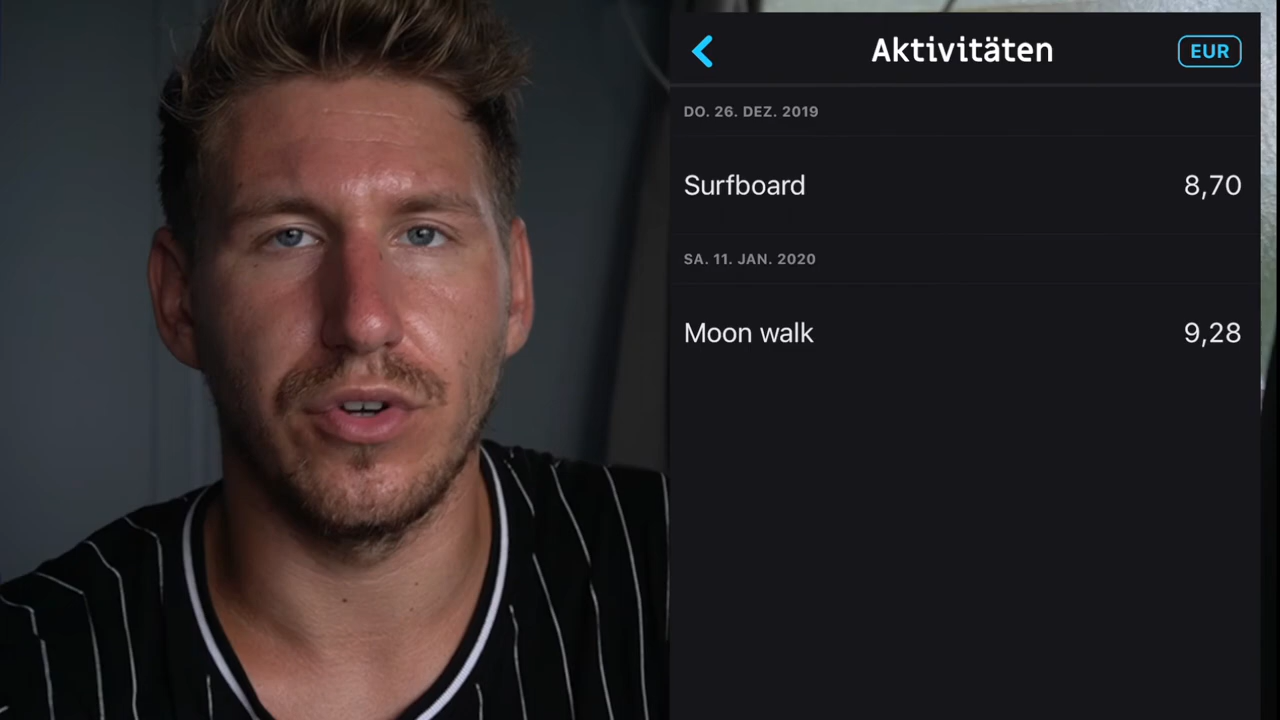 Aktivitäten
EUR
DO. 26. DEZ. 2019
Surfboard 8,70
SA. 11. JAN. 2020
Moon walk 9,28